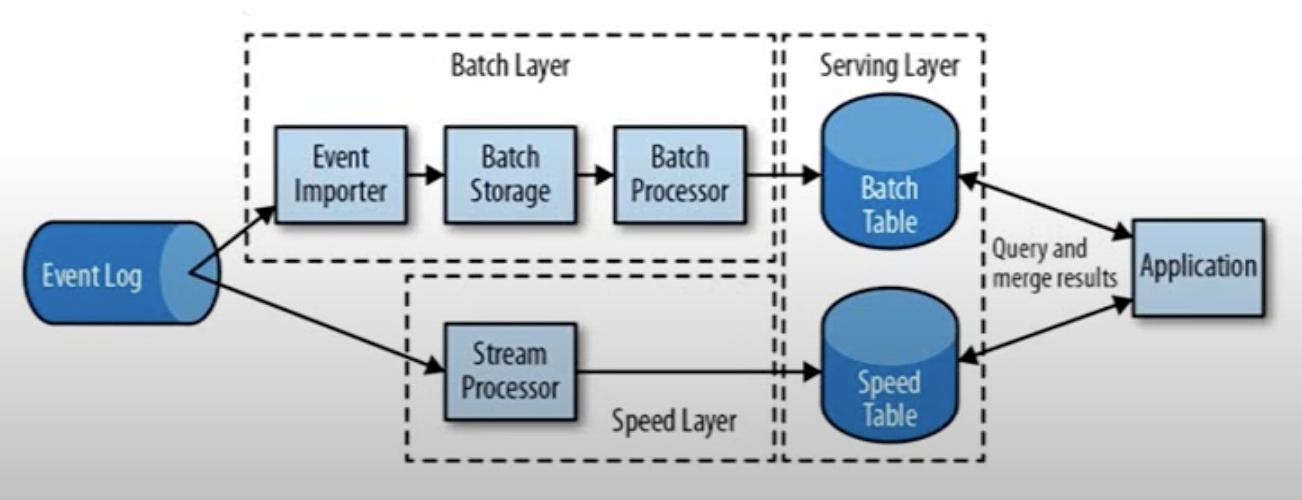 Batch Layer
Serving Layer
Event
Importer
Batch
Storage
Batch
Processor
Batch
Table
Event Log
Query and
merge results
Application
Stream
Processor
Speed Layer
Speed
Table